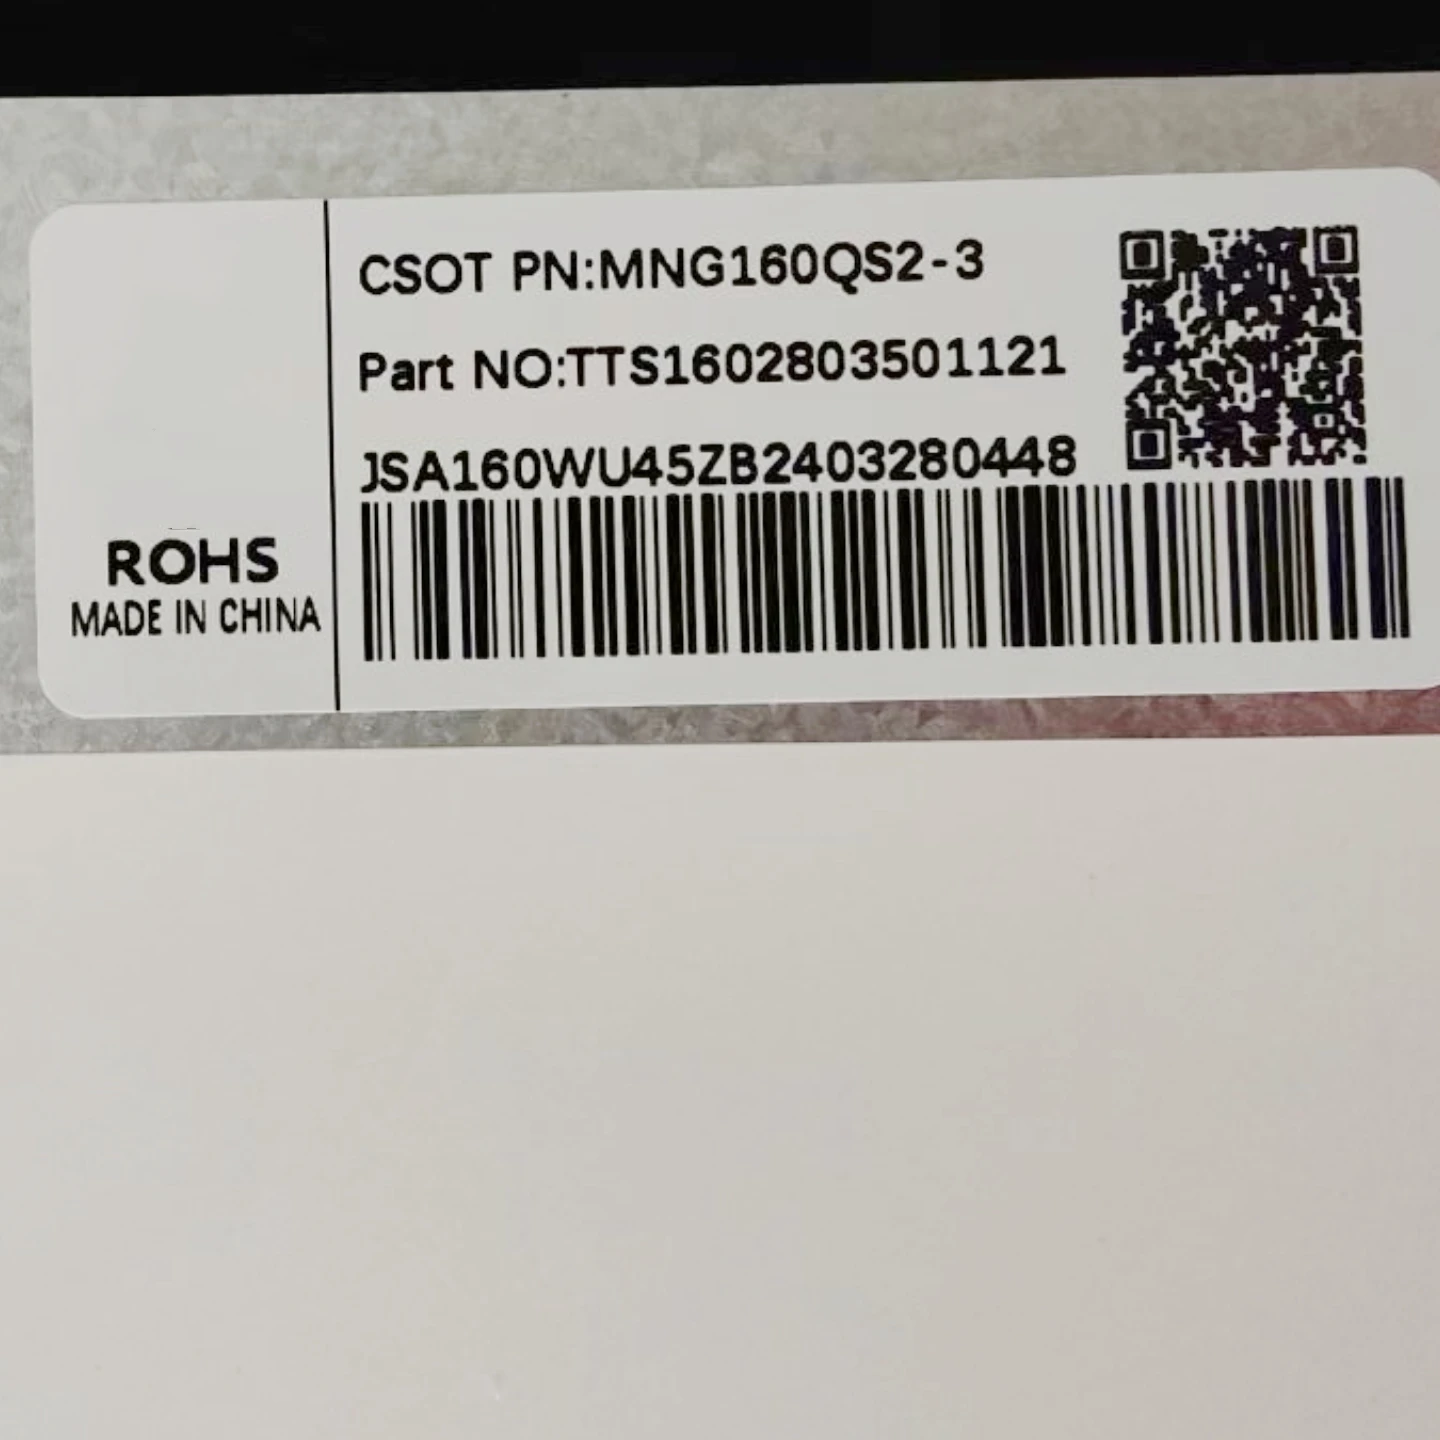 CSOT PN:MNG160QS2-3
Part NO:TTS1602803501121
JSA160WU45ZB2403280448
ROHS
MADE IN CHINA